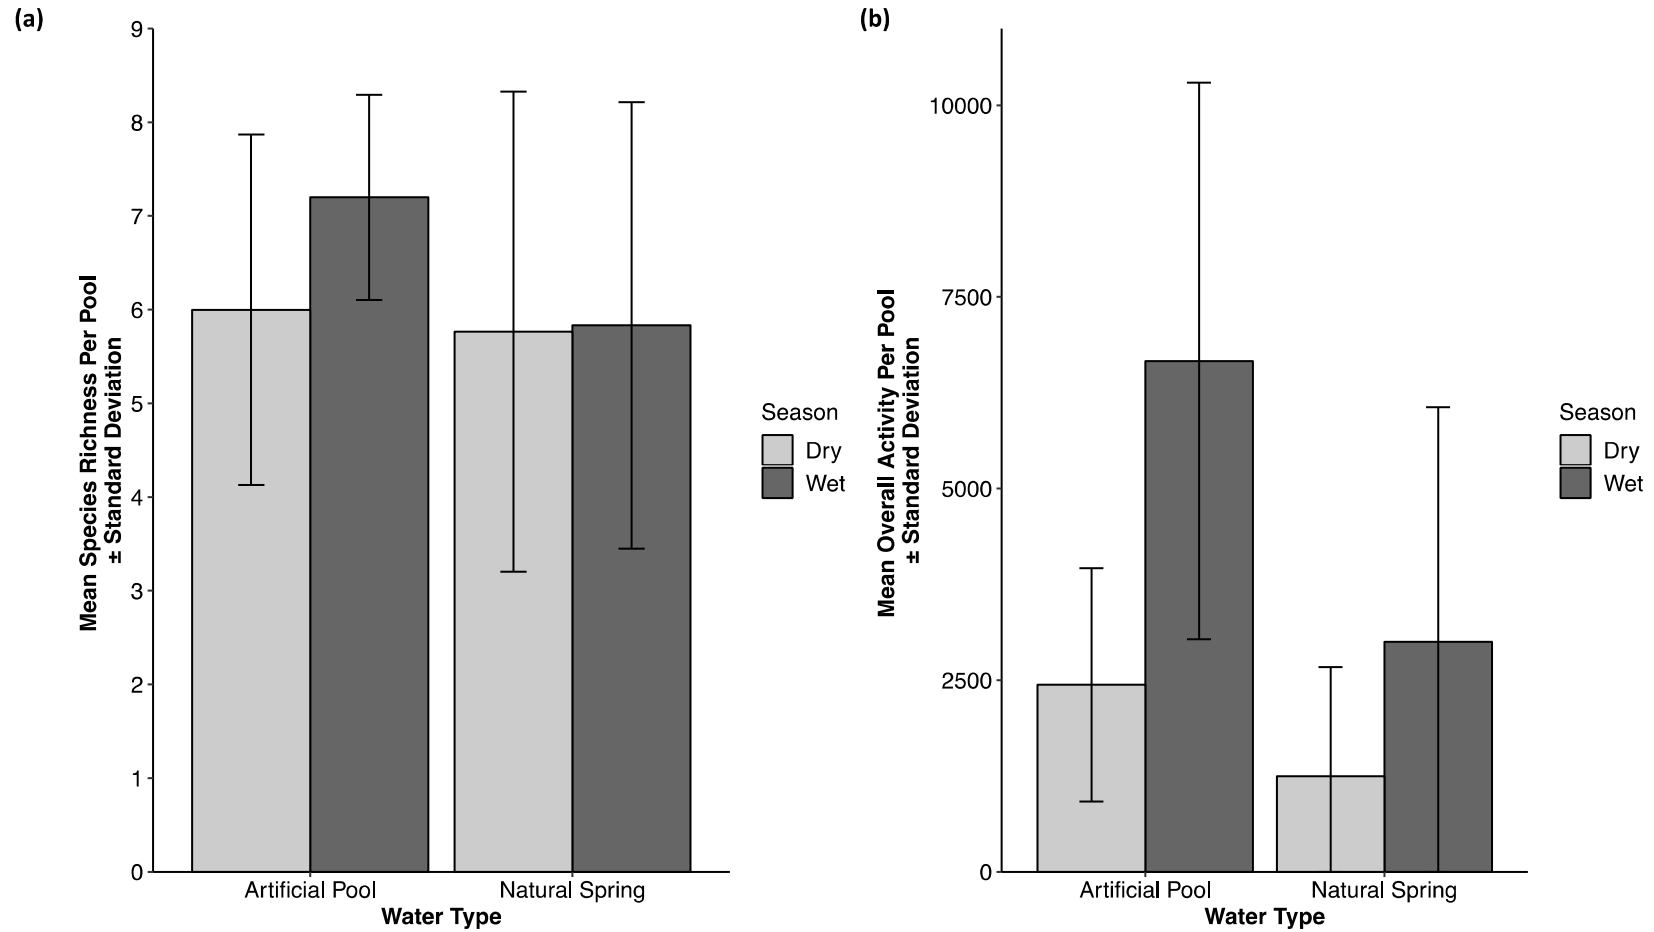 (a)
9
8
7
6
5
4
3
2
1
0
Mean Species Richness Per Pool
± Standard Deviation
Artificial Pool
Natural Spring
Water Type
Season
Dry
Wet
(b)
10000
7500
5000
2500
0
Mean Overall Activity Per Pool
± Standard Deviation
Artificial Pool
Natural Spring
Water Type
Season
Dry
Wet